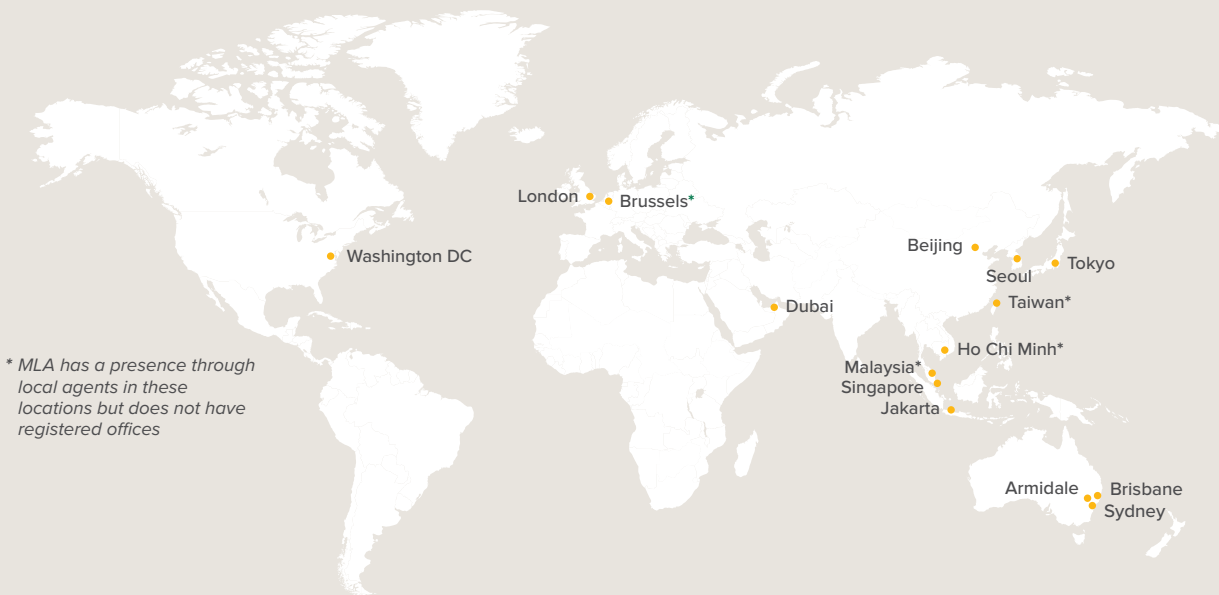 London
Brussels*
Washington DC
Beijing
Seoul
Tokyo
Dubai
Taiwan*
Ho Chi Minh*
Malaysia*
Singapore
Jakarta
* MLA has a presence through
local agents in these
locations but does not have
registered offices
Armidale
Brisbane
Sydney